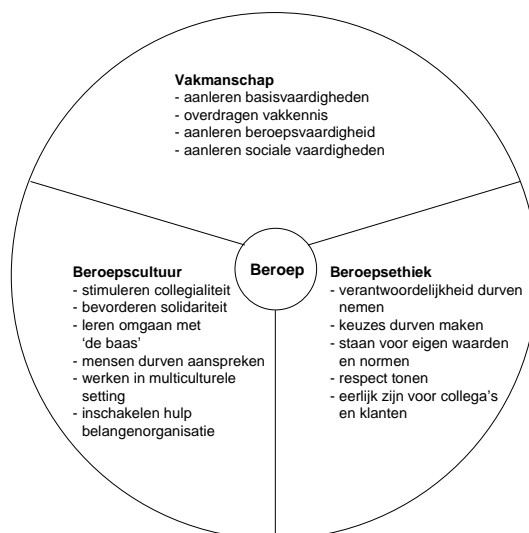 Vakmanschap
- aanleren basisvaardigheden
- overdragen vakkennis
- aanleren beroepsvaardigheid
- aanleren sociale vaardigheden
Beroep
Beroepscultuur
- stimuleren collegialiteit
- bevorderen solidariteit
- leren omgaan met
‘de baas’
- mensen durven aanspreken
- werken in multiculturele
setting
- inschakelen hulp
belangenorganisatie
Beroepsethiek
- verantwoordelijkheid durven
nemen
- keuzes durven maken
- staan voor eigen waarden
en normen
- respect tonen
- eerlijk zijn voor collega’s
en klanten